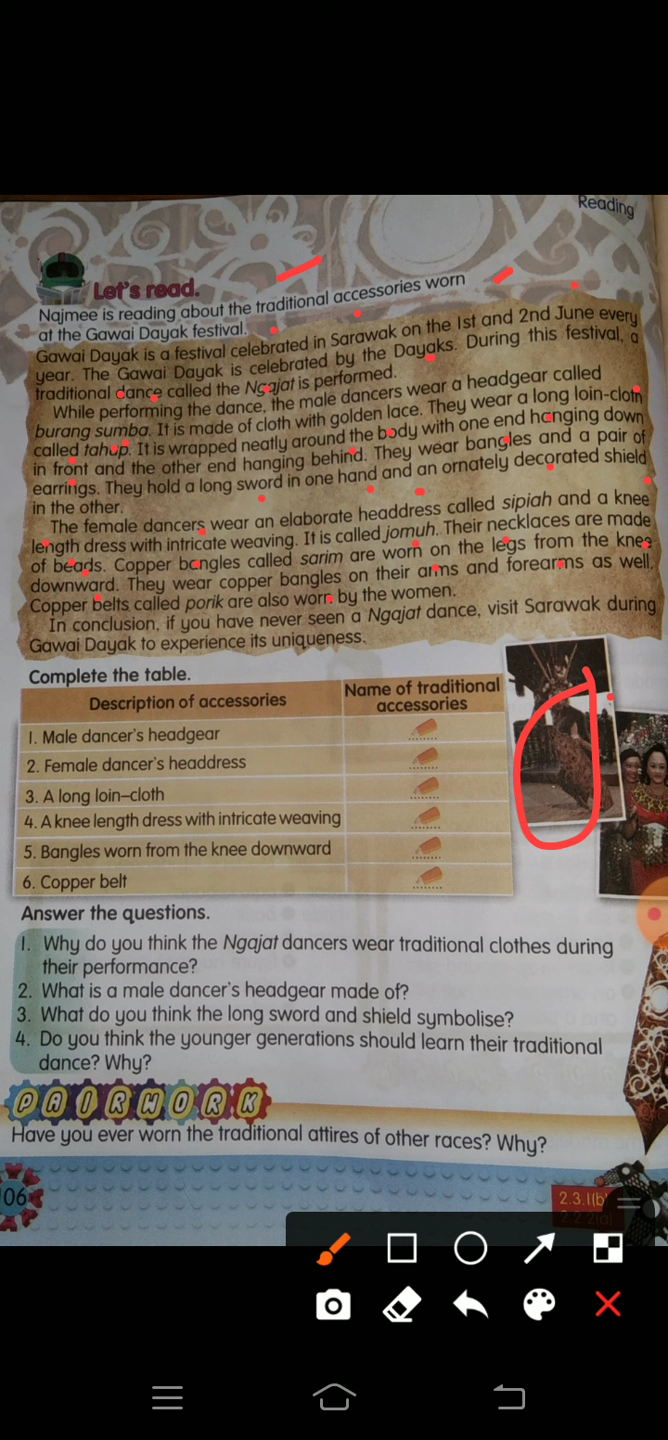 Reading
Let's read.
Najmee is reading about the traditional accessories worn
at the Gawai Dayak festival.
Gawai Dayak is a festival celebrated in Sarawak on the 1st and 2nd June every
year. The Gawai Dayak is celebrated by the Dayaks. During this festival, a
traditional dance called the Ngajat is performed.
While performing the dance, the male dancers wear a headgear called
burang sumba. It is made of cloth with golden lace. They wear a long loin-cloth
called tahup. It is wrapped neatly around the body with one end hanging down
in front and the other end hanging behind. They wear bangles and a pair of
earrings. They hold a long sword in one hand and an ornately decorated shield
in the other.
The female dancers wear an elaborate headdress called sipiah and a knee
length dress with intricate weaving. It is called jomuh. Their necklaces are made
of beads. Copper bangles called sarim are worn on the legs from the knee
downward. They wear copper bangles on their arms and forearms as well.
Copper belts called porik are also worn by the women.
In conclusion, if you have never seen a Ngajat dance, visit Sarawak during
Gawai Dayak to experience its uniqueness.
Complete the table.
Description of accessories
Name of traditional
accessories
1. Male dancer's headgear
2. Female dancer's headdress
3. A long loin–cloth
4. A knee length dress with intricate weaving
5. Bangles worn from the knee downward
6. Copper belt
Answer the questions.
1. Why do you think the Ngajat dancers wear traditional clothes during
their performance?
2. What is a male dancer's headgear made of?
3. What do you think the long sword and shield symbolise?
4. Do you think the younger generations should learn their traditional
dance? Why?
PAIRWORK
Have you ever worn the traditional attires of other races? Why?
06
2.3.1(b)
2.2.2(a)